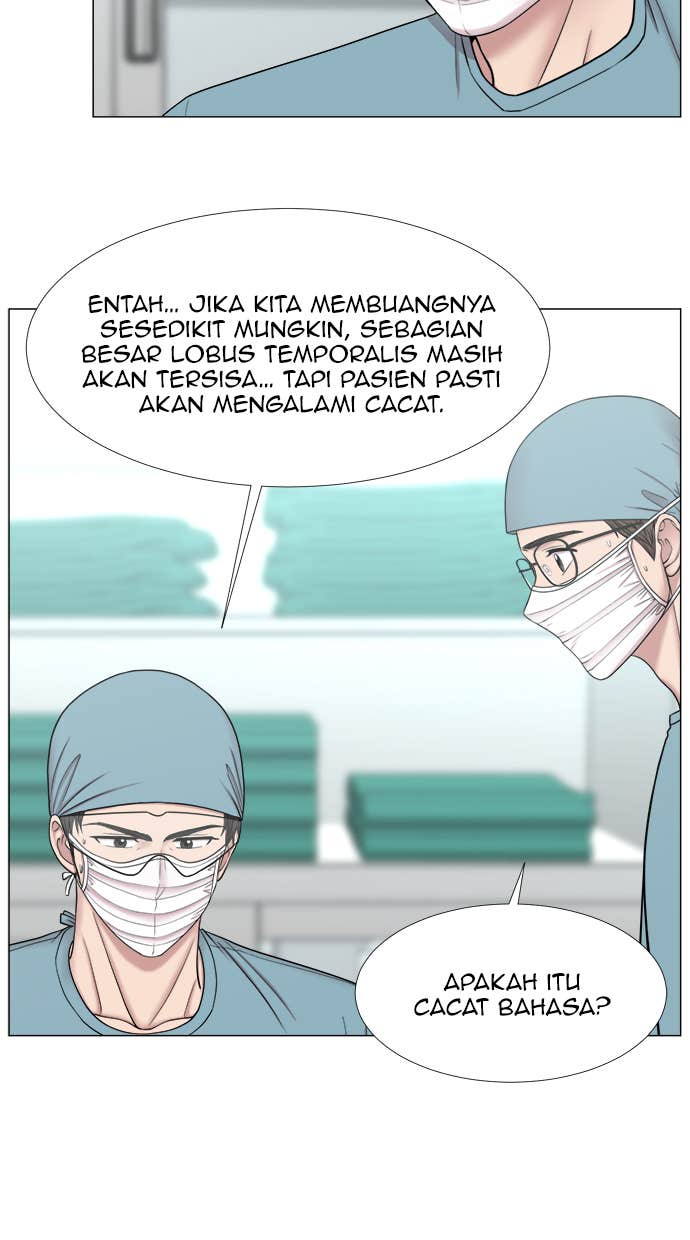 ENTAH... JIKA KITA MEMBUANGNYA
SESEDIKIT MUNGKIN, SEBAGIAN
BESAR LOBUS TEMPORALIS MASIH
AKAN TERSISA... TAPI PASIEN PASTI
AKAN MENGALAMI CACAT.
APAKAH ITU
CACAT BAHASA?